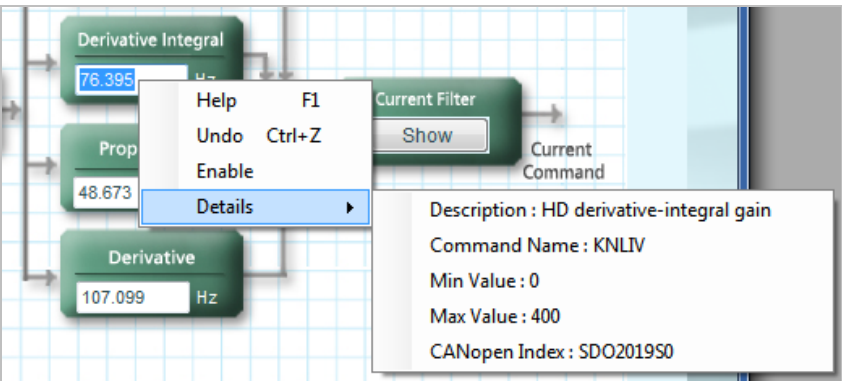 Derivative Integral
76.395
Hz
Help F1
Undo Ctrl+Z
Enable
Details
Prop
48.673
Derivative
107.099 Hz
Current Filter
Show
Current
Command
Description : HD derivative-integral gain
Command Name : KNLIV
Min Value : 0
Max Value : 400
CANopen Index : SDO2019S0